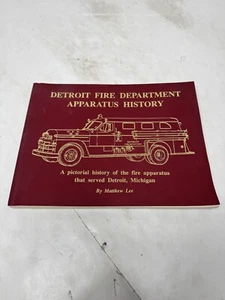 DETROIT FIRE DEPARTMENT
APPARATUS HISTORY
A pictorial history of the fire apparatus
that served Detroit, Michigan
By Matthew Lee